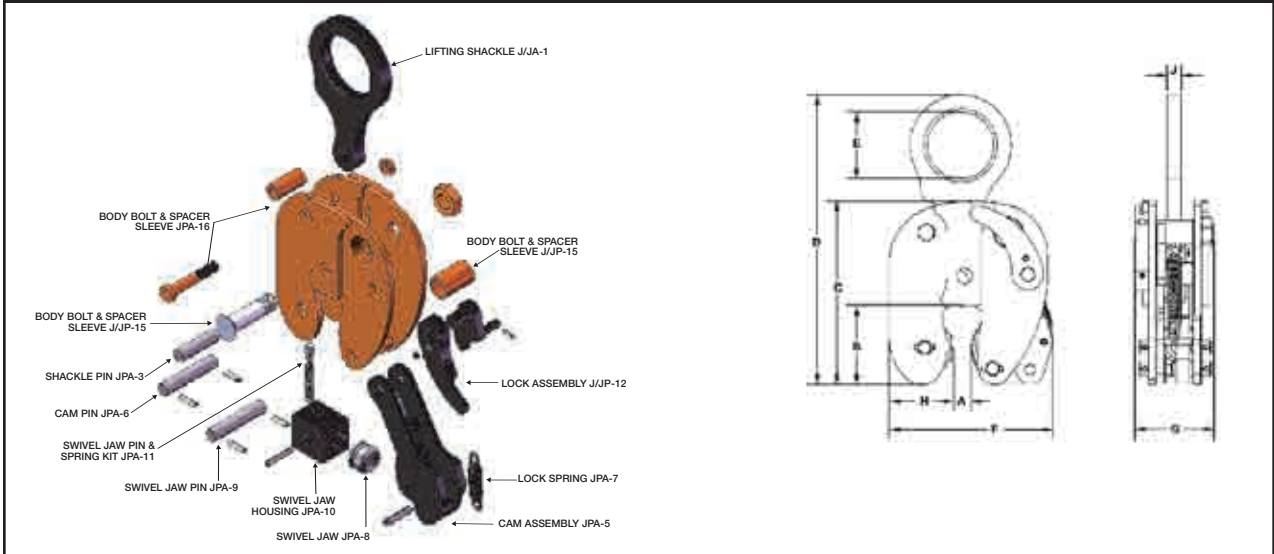 LIFTING SHACKLE J/JA-1
BODY BOLT & SPACER
SLEEVE JPA-16
BODY BOLT & SPACER
SLEEVE J/JP-15
BODY BOLT & SPACER
SLEEVE J/JP-15
SHACKLE PIN JPA-3
CAM PIN JPA-6
LOCK ASSEMBLY J/JP-12
SWIVEL JAW PIN &
SPRING KIT JPA-11
SWIVEL JAW PIN JPA-9
SWIVEL JAW
HOUSING JPA-10
SWIVEL JAW JPA-8
LOCK SPRING JPA-7
CAM ASSEMBLY JPA-5
J
E
D
C
B
H
A
F
G